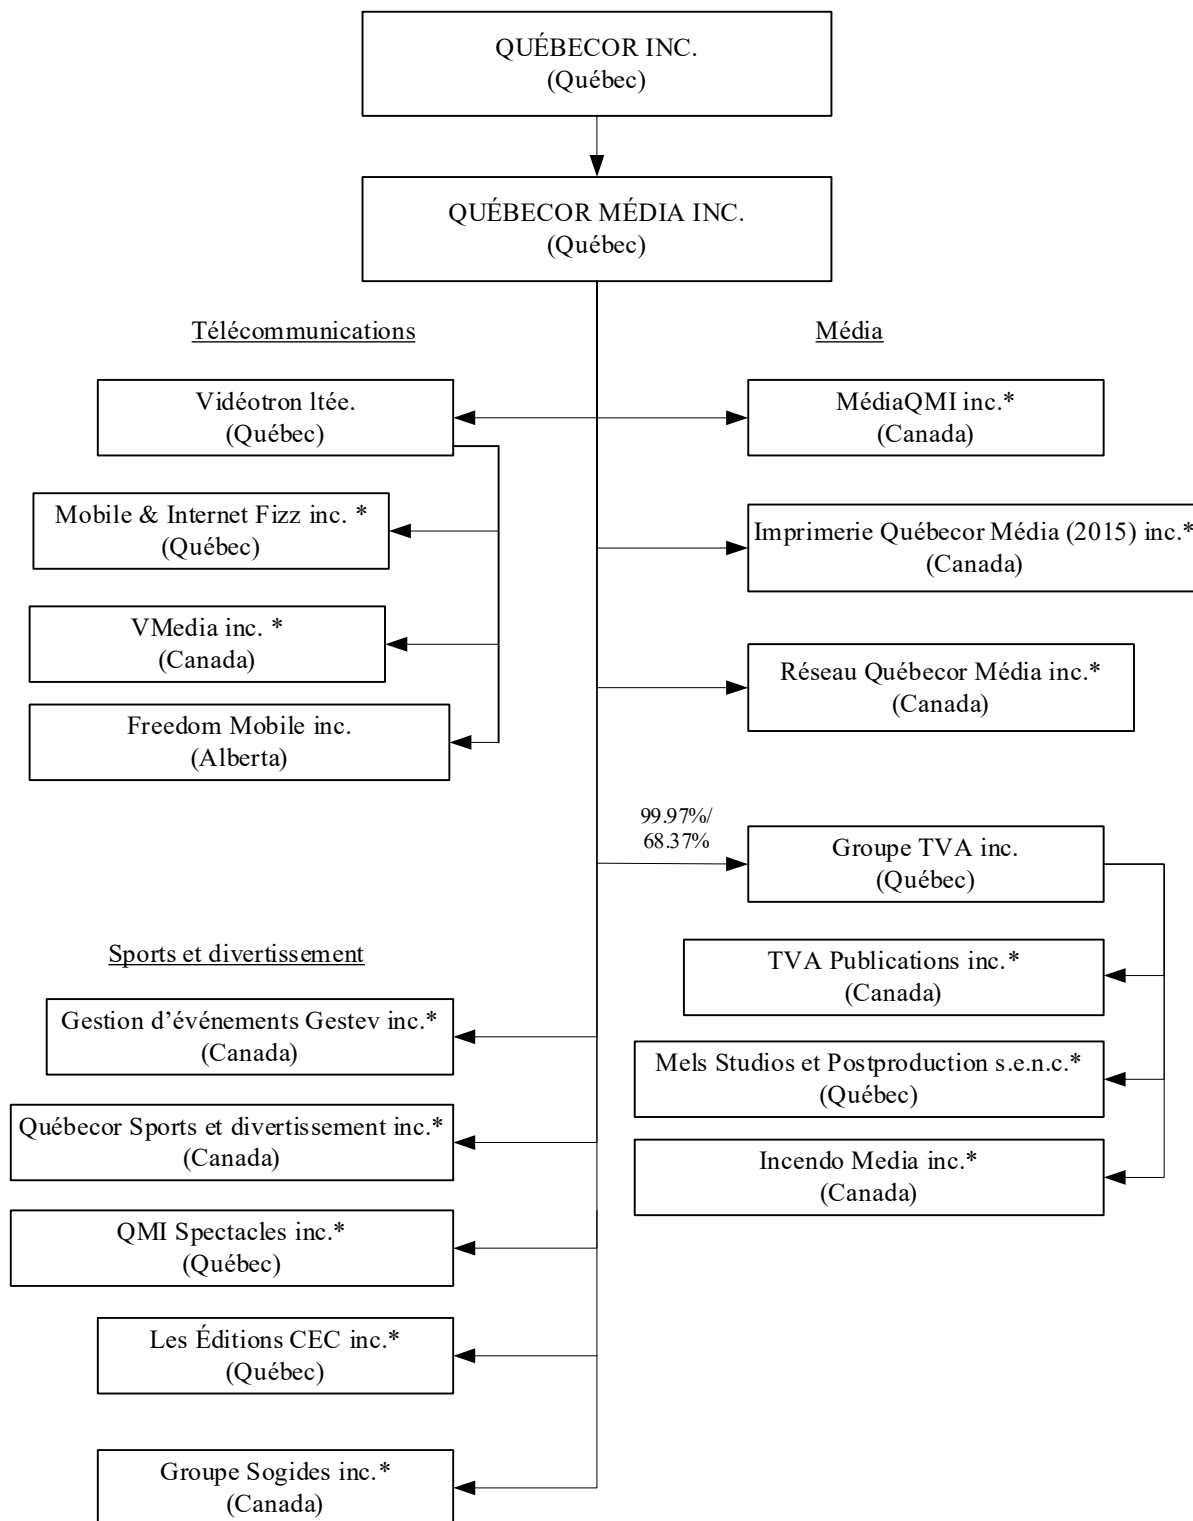 QUÉBECOR INC.
(Québec)
QUÉBECOR MÉDIA INC.
(Québec)
Télécommunications
Vidéotron ltée.
(Québec)
Mobile & Internet Fizz inc. *
(Québec)
VMedia inc. *
(Canada)
Freedom Mobile inc.
(Alberta)
Média
MédiaQMI inc.*
(Canada)
Imprimerie Québecor Média (2015) inc.*
(Canada)
Réseau Québecor Média inc.*
(Canada)
99.97%/
68.37%
Groupe TVA inc.
(Québec)
TVA Publications inc.*
(Canada)
Mels Studios et Postproduction s.e.n.c.*
(Québec)
Incendo Media inc.*
(Canada)
Sports et divertissement
Gestion d’événements Gestev inc.*
(Canada)
Québecor Sports et divertissement inc.*
(Canada)
QMI Spectacles inc.*
(Québec)
Les Éditions CEC inc.*
(Québec)
Groupe Sogides inc.*
(Canada)